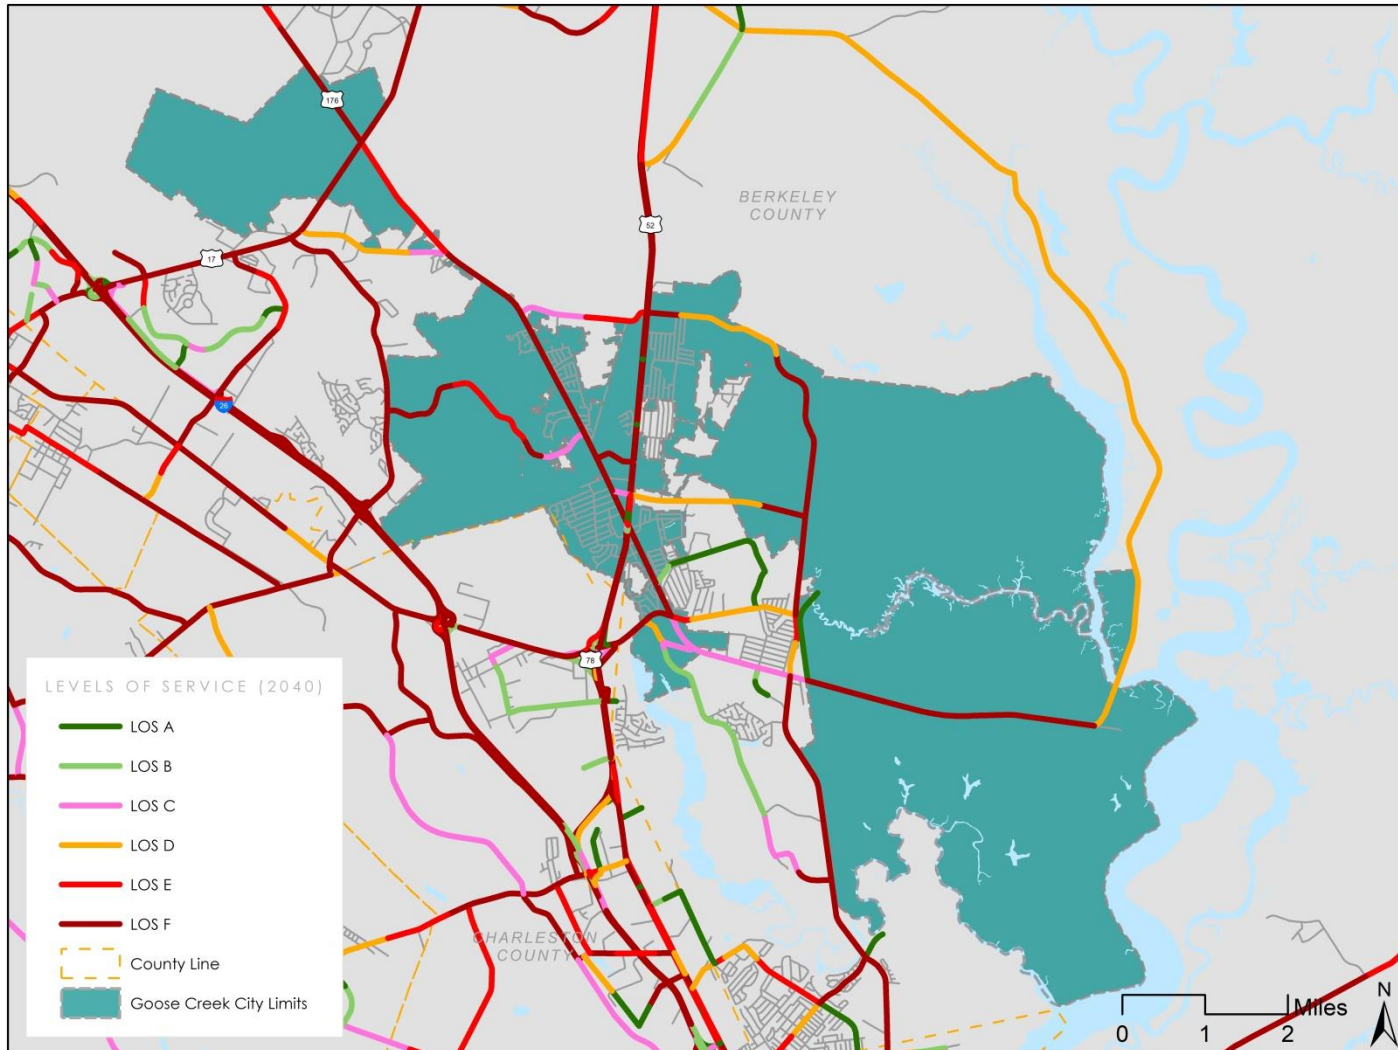 176
BERKELEY
COUNTY
52
17
26
78
LEVELS OF SERVICE (2040)
LOS A
LOS B
LOS C
LOS D
LOS E
LOS F
County Line
Goose Creek City Limits
CHARLESTON
COUNTY
N
Miles
0 1 2